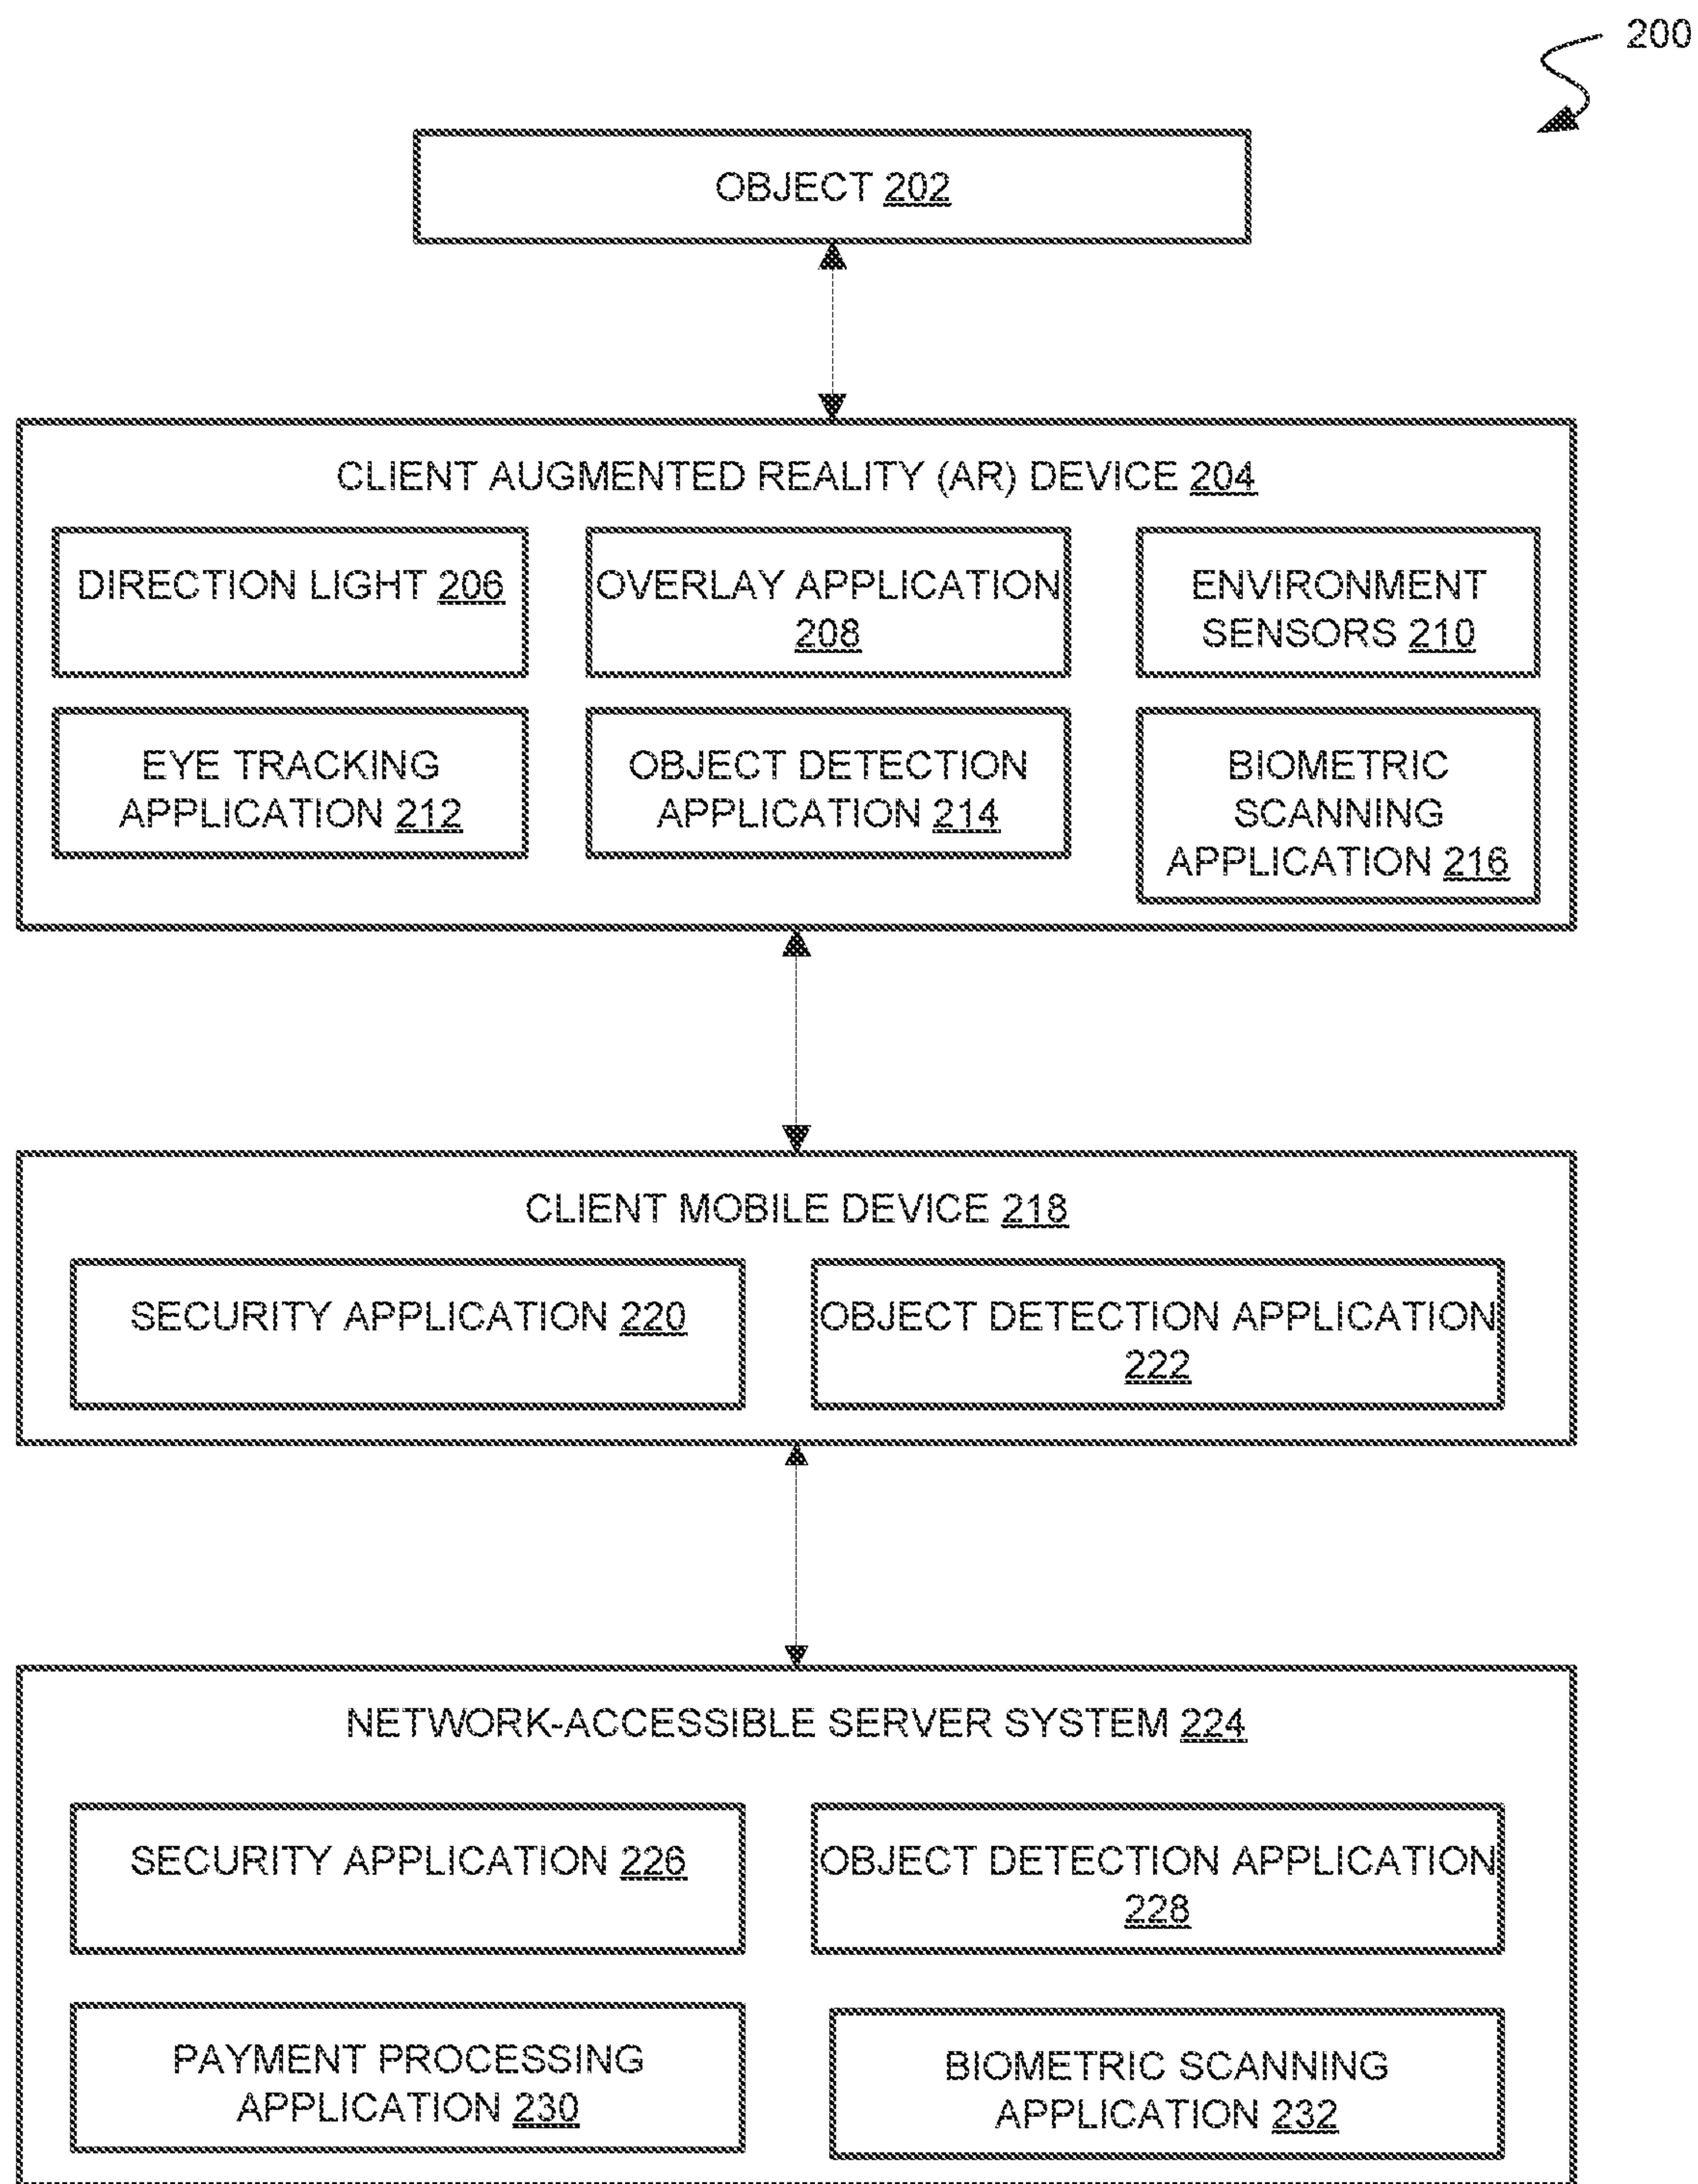 200
OBJECT 202
CLIENT AUGMENTED REALITY (AR) DEVICE 204
DIRECTION LIGHT 206
OVERLAY APPLICATION
208
ENVIRONMENT
SENSORS 210
EYE TRACKING
APPLICATION 212
OBJECT DETECTION
APPLICATION 214
BIOMETRIC
SCANNING
APPLICATION 216
CLIENT MOBILE DEVICE 218
SECURITY APPLICATION 220
OBJECT DETECTION APPLICATION
222
NETWORK-ACCESSIBLE SERVER SYSTEM 224
SECURITY APPLICATION 226
OBJECT DETECTION APPLICATION
228
PAYMENT PROCESSING
APPLICATION 230
BIOMETRIC SCANNING
APPLICATION 232